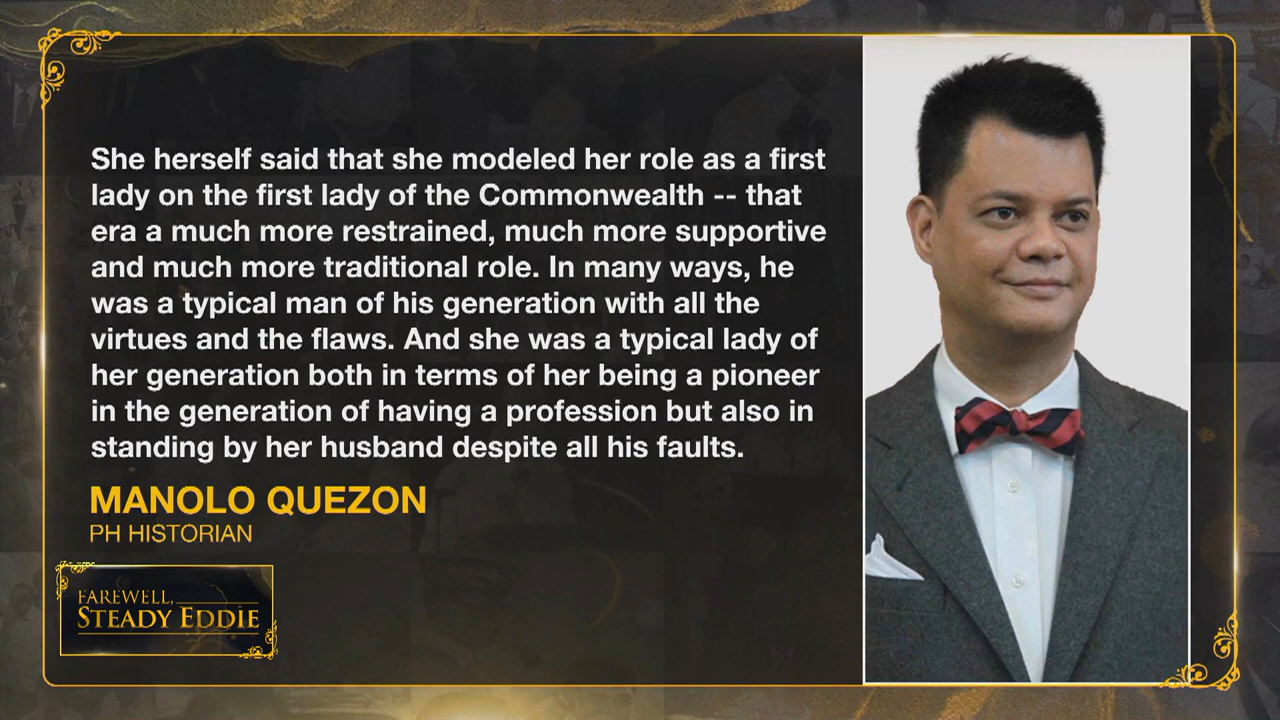 She herself said that she modeled her role as a first
lady on the first lady of the Commonwealth -- that
era a much more restrained, much more supportive
and much more traditional role. In many ways, he
was a typical man of his generation with all the
virtues and the flaws. And she was a typical lady of
her generation both in terms of her being a pioneer
in the generation of having a profession but also in
standing by her husband despite all his faults.
MANOLO QUEZON
PH HISTORIAN
FAREWELL,
STEADY EDDIE